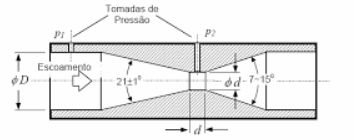 Tomadas de
Pressão
p1
p2
Escoamento
ϕD
21±1°
ϕd
7~15°
d